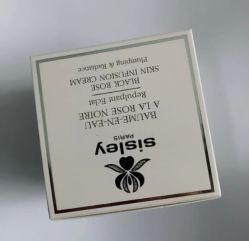 sisley
PARIS
BAUME-EN-EAU
A LA ROSE NOIRE
Repulpant Eclat
BLACK ROSE
SKIN INFUSION CREAM
Plumping & Radiance